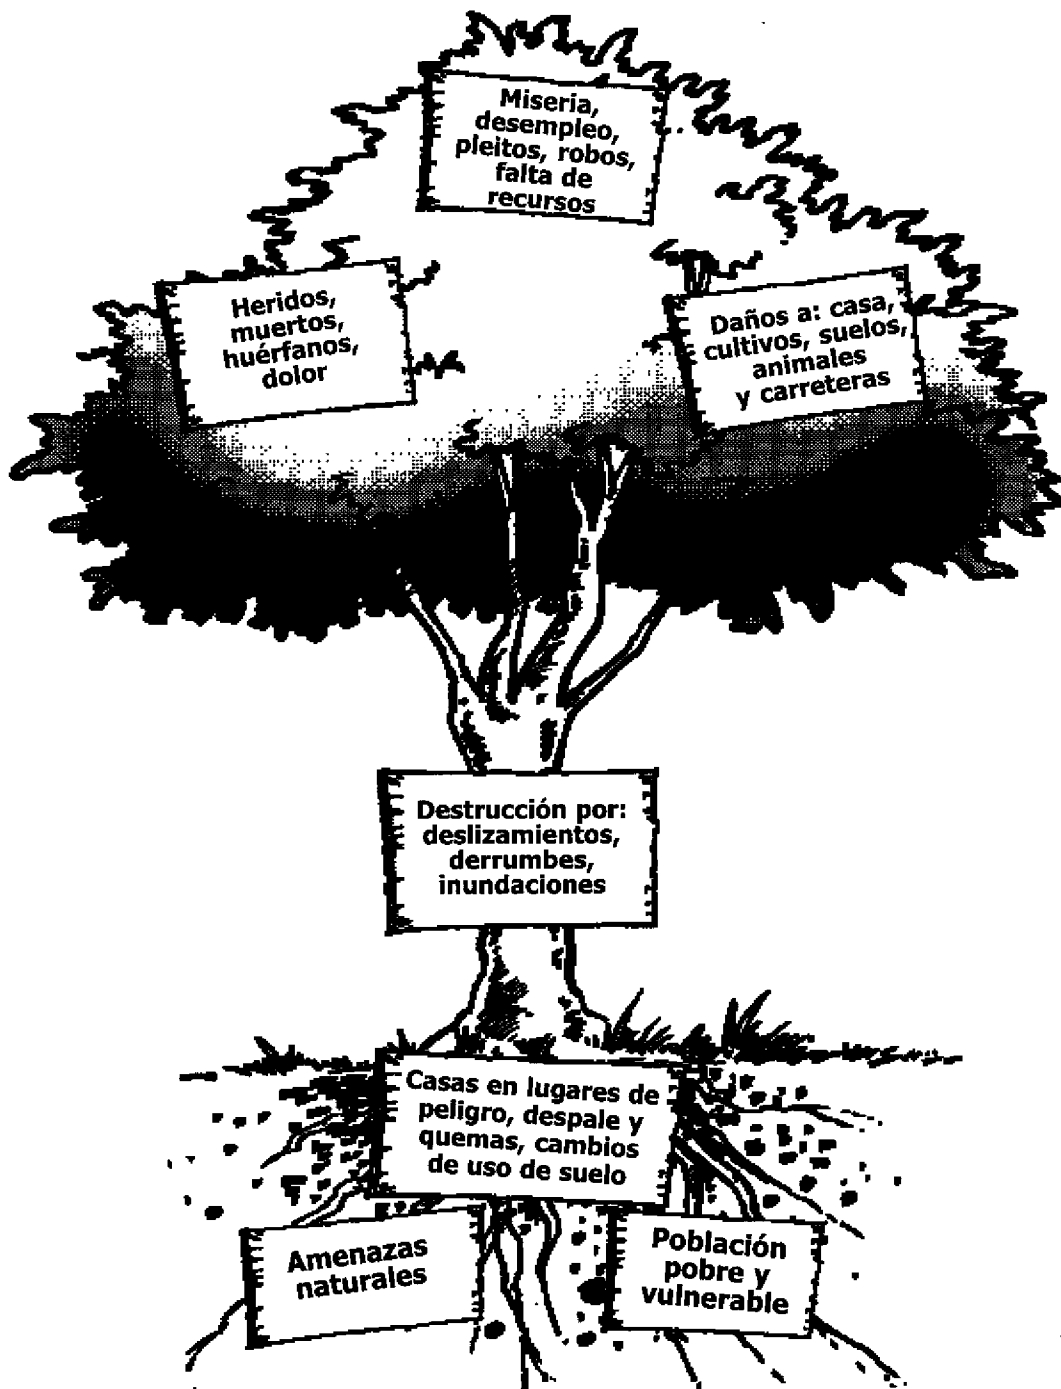 Miseria,
desempleo,
pleitos, robos,
falta de
recursos
Heridos,
muertos,
huérfanos,
dolor
Daños a: casa,
cultivos, suelos,
animales
y carreteras
Destrucción por:
deslizamientos,
derrumbes,
inundaciones
Casas en lugares de
peligro, despale y
quemas, cambios
de uso de suelo
Amenazas
naturales
Población
pobre y
vulnerable